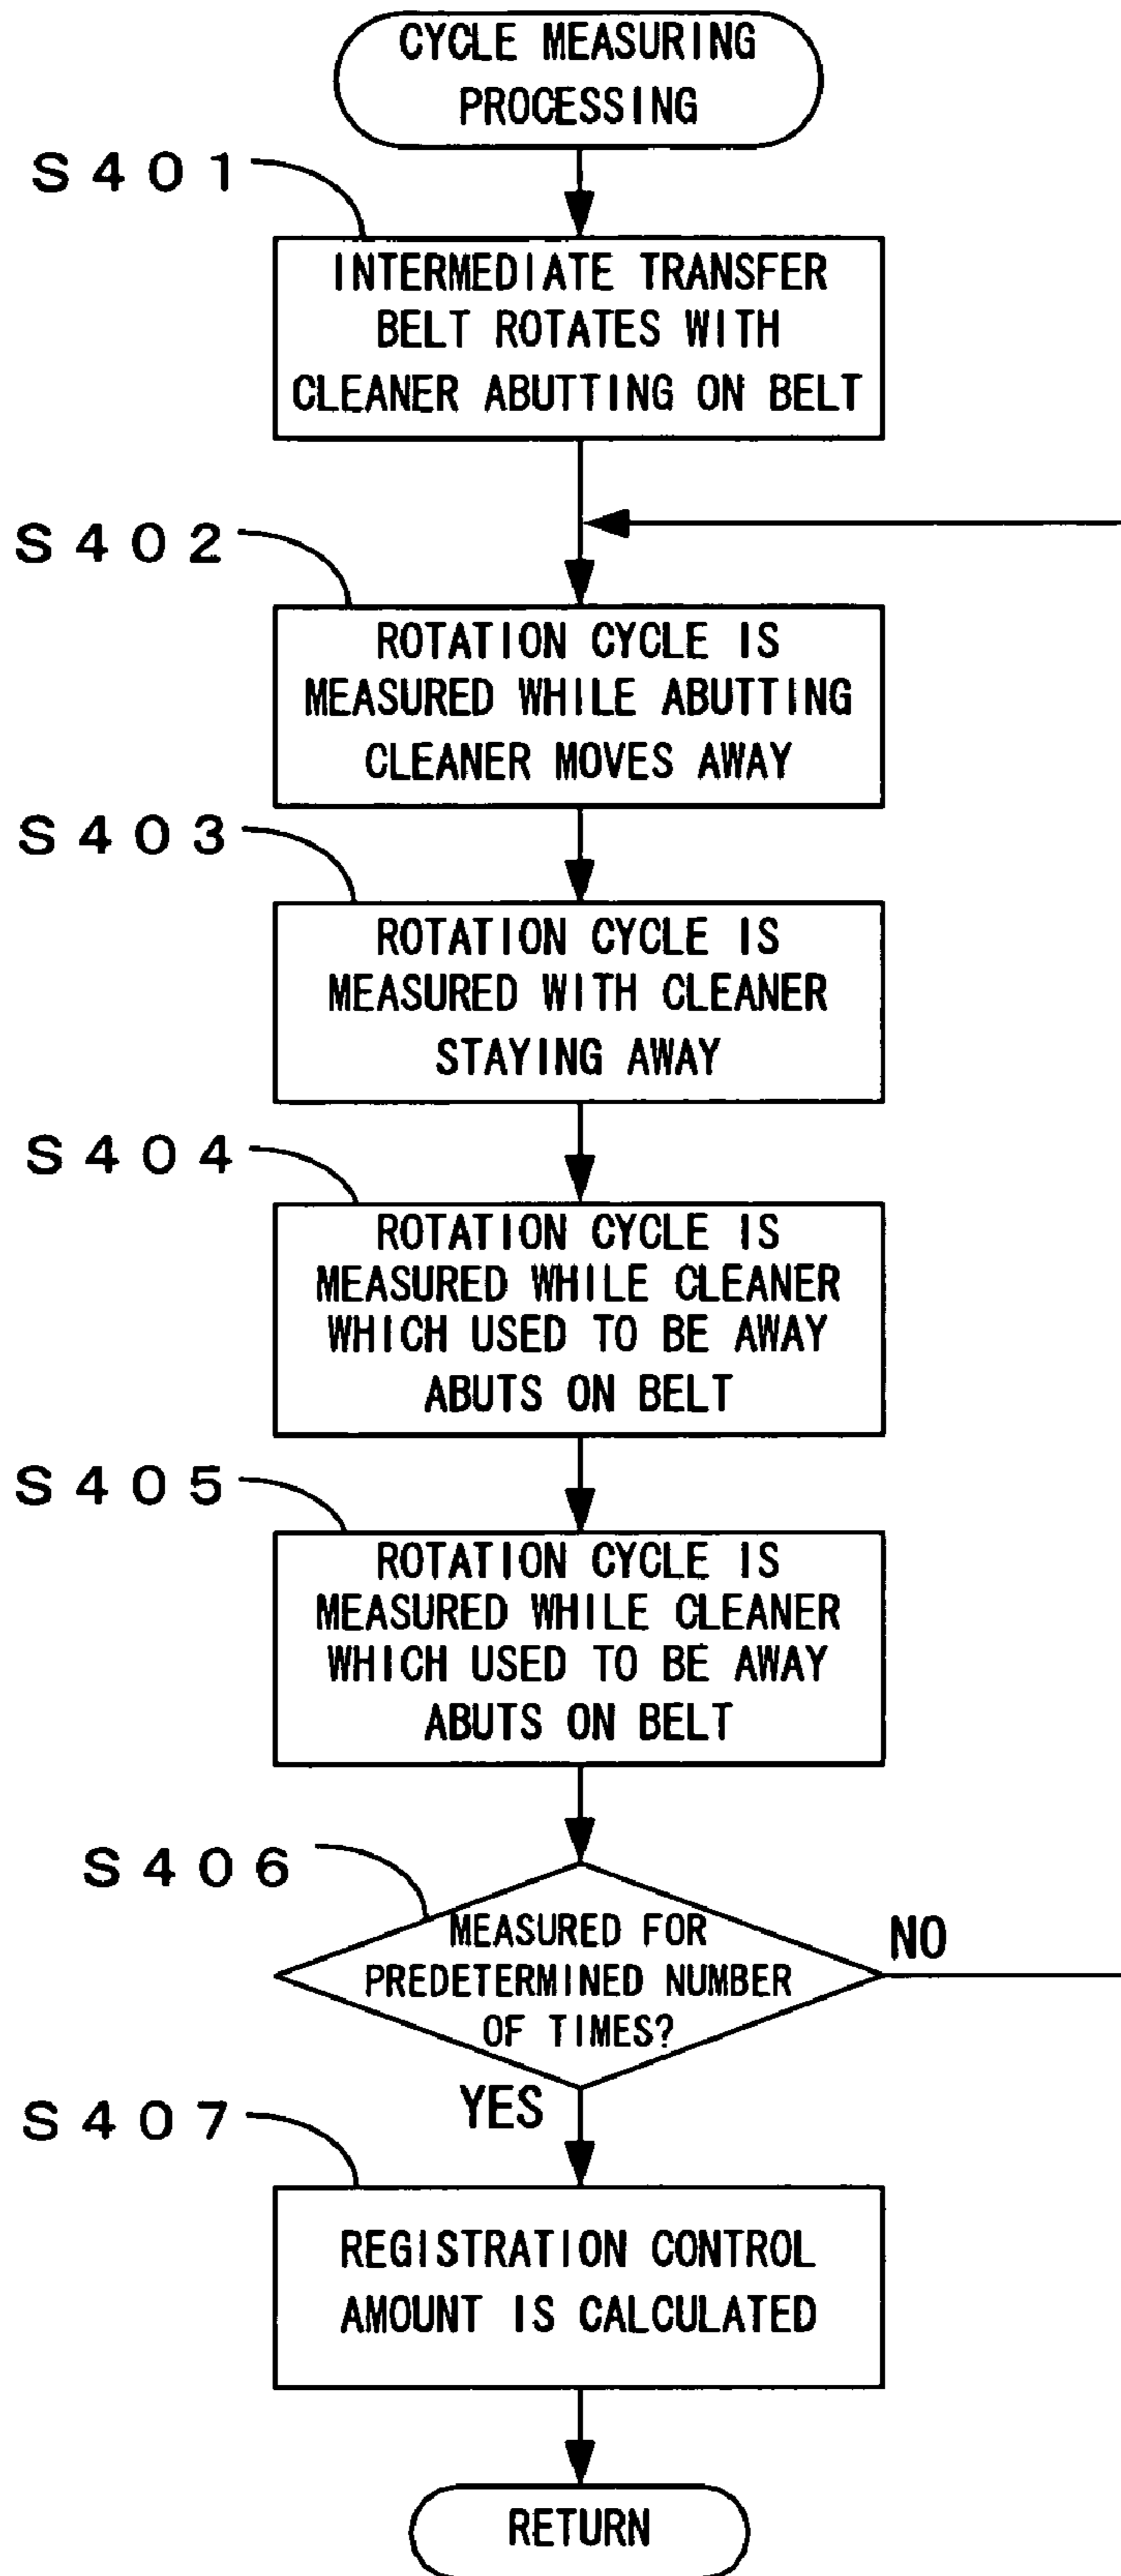 CYCLE MEASURING
PROCESSING
S401
INTERMEDIATE TRANSFER
BELT ROTATES WITH
CLEANER ABUTTING ON BELT
S402
ROTATION CYCLE IS
MEASURED WHILE ABUTTING
CLEANER MOVES AWAY
S403
ROTATION CYCLE IS
MEASURED WITH CLEANER
STAYING AWAY
S404
ROTATION CYCLE IS
MEASURED WHILE CLEANER
WHICH USED TO BE AWAY
ABUTS ON BELT
S405
ROTATION CYCLE IS
MEASURED WHILE CLEANER
WHICH USED TO BE AWAY
ABUTS ON BELT
S406
MEASURED FOR
PREDETERMINED NUMBER
OF TIMES?
NO
YES
S407
REGISTRATION CONTROL
AMOUNT IS CALCULATED
RETURN